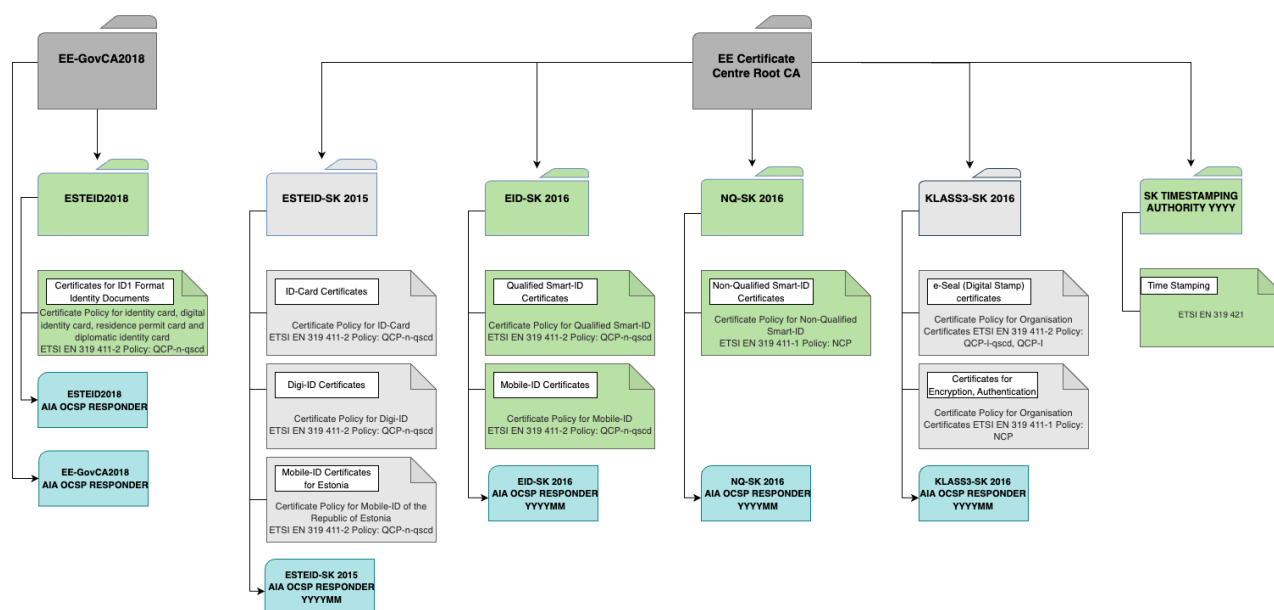 EE-GovCA2018
EE Certificate
Centre Root CA
ESTEID2018
ESTEID-SK 2015
EID-SK 2016
NQ-SK 2016
KLASS3-SK 2016
SK TIMESTAMPING
AUTHORITY YYYY
Certificates for ID1 Format
Identity Documents
Certificate Policy for identity card, digital
identity card, residence permit card and
diplomatic identity card
ETSI EN 319 411-2 Policy: QCP-n-qscd
ESTEID2018
AIA OCSP RESPONDER
EE-GovCA2018
AIA OCSP RESPONDER
ID-Card Certificates
Certificate Policy for ID-Card
ETSI EN 319 411-2 Policy: QCP-n-qscd
Digi-ID Certificates
Certificate Policy for Digi-ID
ETSI EN 319 411-2 Policy: QCP-n-qscd
Mobile-ID Certificates
for Estonia
Certificate Policy for Mobile-ID of the
Republic of Estonia
ETSI EN 319 411-2 Policy: QCP-n-qscd
ESTEID-SK 2015
AIA OCSP RESPONDER
YYYYMM
Qualified Smart-ID
Certificates
Certificate Policy for Qualified Smart-ID
ETSI EN 319 411-2 Policy: QCP-n-qscd
Mobile-ID Certificates
Certificate Policy for Mobile-ID
ETSI EN 319 411-2 Policy: QCP-n-qscd
EID-SK 2016
AIA OCSP RESPONDER
YYYYMM
Non-Qualified Smart-ID
Certificates
Certificate Policy for Non-Qualified
Smart-ID
ETSI EN 319 411-1 Policy: NCP
NQ-SK 2016
AIA OCSP RESPONDER
YYYYMM
e-Seal (Digital Stamp)
certificates
Certificate Policy for Organisation
Certificates ETSI EN 319 411-2 Policy:
QCP-l-qscd, QCP-l
Certificates for
Encryption, Authentication
Certificate Policy for Organisation
Certificates ETSI EN 319 411-1 Policy:
NCP
KLASS3-SK 2016
AIA OCSP RESPONDER
YYYYMM
Time Stamping
ETSI EN 319 421